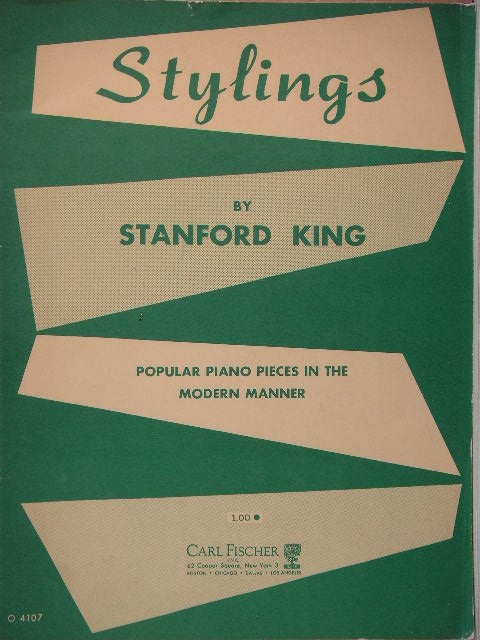 Stylings
BY
STANFORD KING
POPULAR PIANO PIECES IN THE
MODERN MANNER
1.00 ●
CARL FISCHER
INC.
62 Cooper Square, New York 3
BOSTON • CHICAGO • DALLAS • LOS ANGELES
O 4107